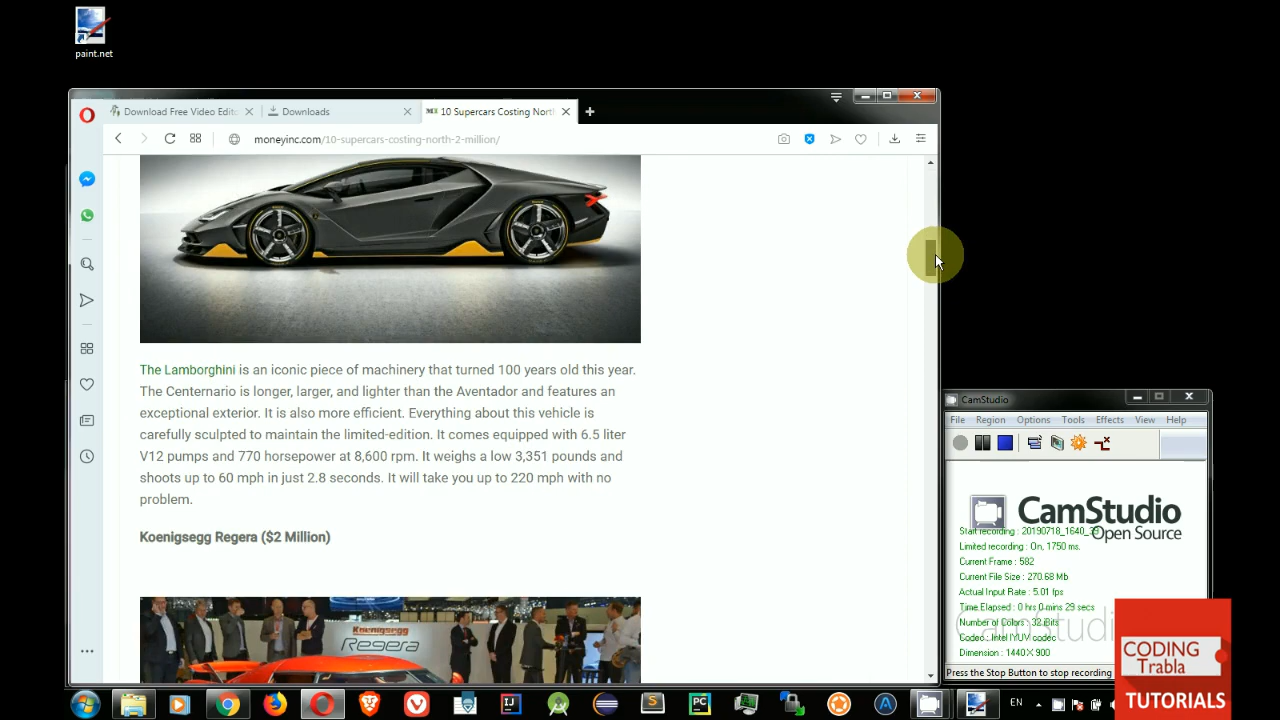 paint.net
Download Free Video Edito
Downloads
10 Supercars Costing North
moneyinc.com/10-supercars-costing-north-2-million/
The Lamborghini is an iconic piece of machinery that turned 100 years old this year.
The Centernario is longer, larger, and lighter than the Aventador and features an
exceptional exterior. It is also more efficient. Everything about this vehicle is
carefully sculpted to maintain the limited-edition. It comes equipped with 6.5 liter
V12 pumps and 770 horsepower at 8,600 rpm. It weighs a low 3,351 pounds and
shoots up to 60 mph in just 2.8 seconds. It will take you up to 220 mph with no
problem.
Koenigsegg Regera ($2 Million)
Koenigsegg
Regera
CamStudio
File Region Options Tools Effects View Help
CamStudio
Open Source
Start recording : 20190718_1640_3
Limited recording : On, 1750 ms.
Current Frame : 582
Current File Size : 270.68 Mb
Actual Input Rate : 5.01 fps
Time Elapsed : 0 hrs 0 mins 29 secs
Number of Colors : 32 Bits
Codec : Intel IYUV codec
Dimension : 1440 X 900
CamStudi
Press the Stop Button to stop recording
CODING
Trabla
TUTORIALS
EN